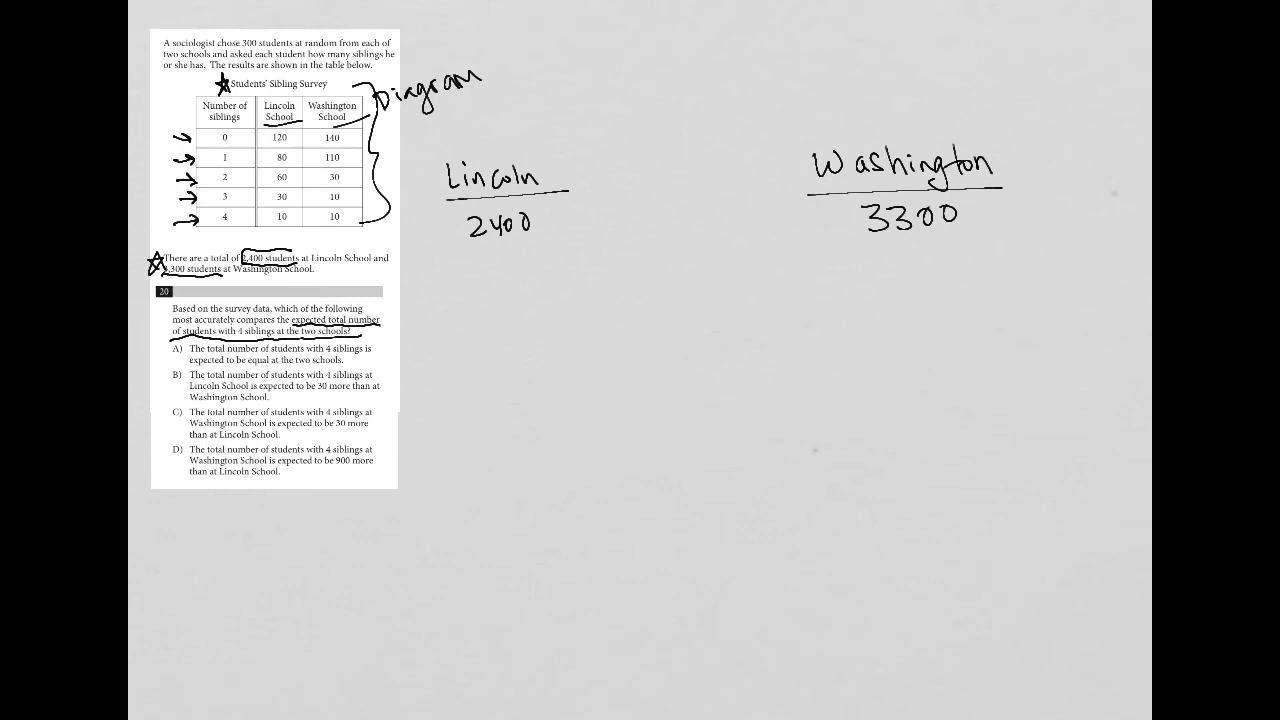 A sociologist chose 300 students at random from each of
two schools and asked each student how many siblings he
or she has. The results are shown in the table below.
Students' Sibling Survey
Diagram
Number of siblings Lincoln School Washington School
0 120 140
1 80 110
2 60 30
3 30 10
4 10 10
There are a total of 2,400 students at Lincoln School and
3,300 students at Washington School.
20
Based on the survey data, which of the following
most accurately compares the expected total number
of students with 4 siblings at the two schools?
A) The total number of students with 4 siblings is
expected to be equal at the two schools.
B) The total number of students with 4 siblings at
Lincoln School is expected to be 30 more than at
Washington School.
C) The total number of students with 4 siblings at
Washington School is expected to be 30 more
than at Lincoln School.
D) The total number of students with 4 siblings at
Washington School is expected to be 900 more
than at Lincoln School.
Lincoln
2400
Washington
3300